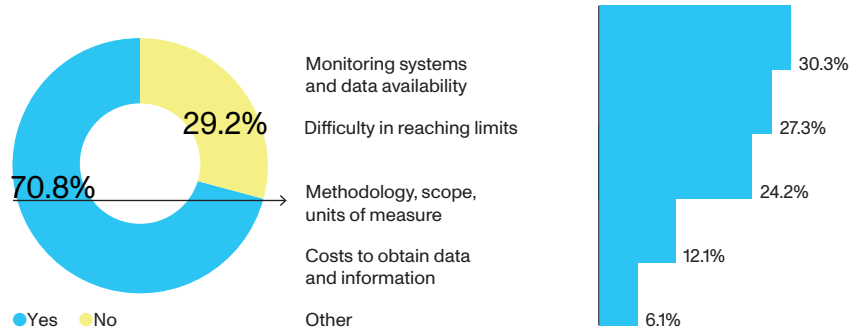 29.2%
70.8%
Yes
No
Monitoring systems
and data availability
30.3%
Difficulty in reaching limits
27.3%
Methodology, scope,
units of measure
24.2%
Costs to obtain data
and information
12.1%
Other
6.1%